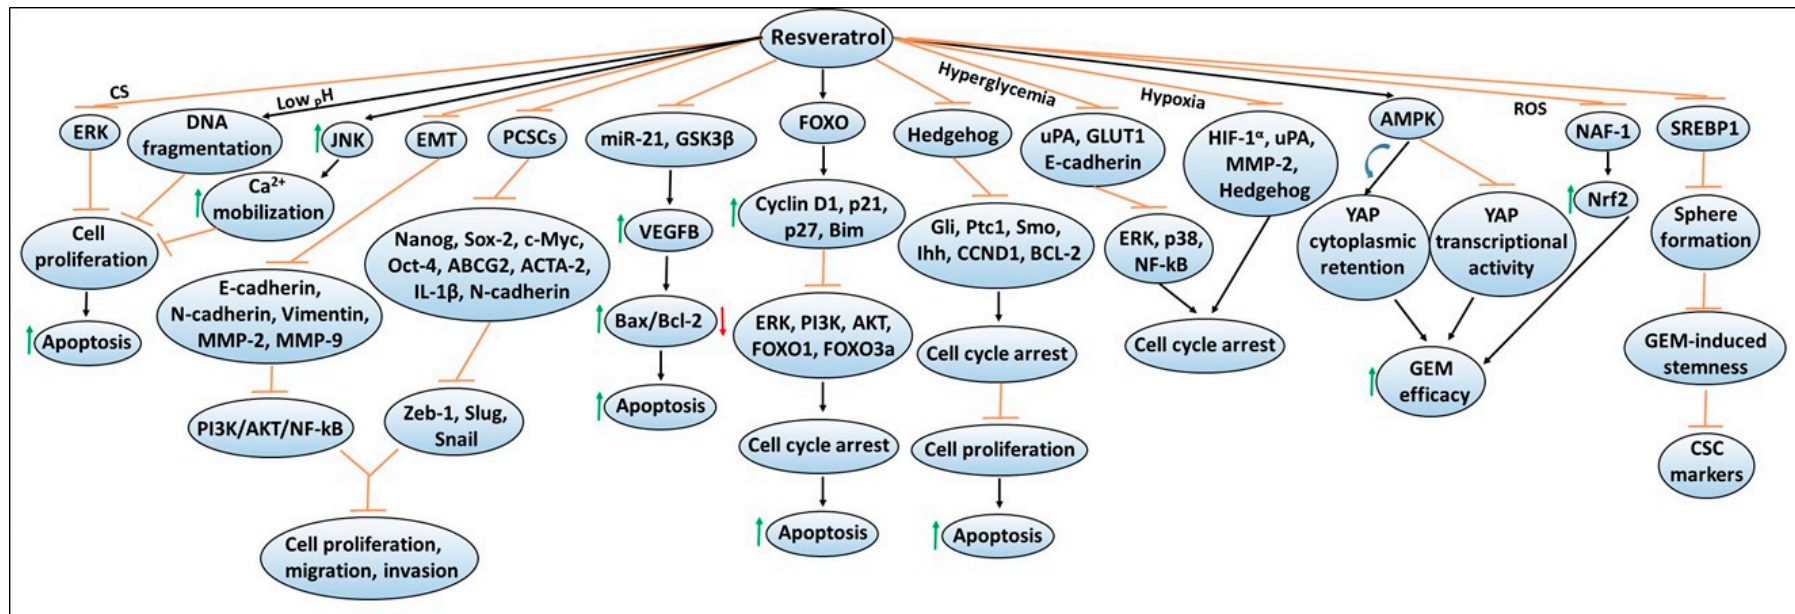 Resveratrol
CS
Low pH
Hyperglycemia
Hypoxia
ROS
ERK
DNA
fragmentation
JNK
EMT
PCSCs
miR-21, GSK3β
FOXO
Hedgehog
uPA, GLUT1
E-cadherin
HIF-1α, uPA,
MMP-2,
Hedgehog
AMPK
NAF-1
SREBP1
Ca2+
mobilization
Cell
proliferation
Apoptosis
E-cadherin,
N-cadherin, Vimentin,
MMP-2, MMP-9
PI3K/AKT/NF-kB
Nanog, Sox-2, c-Myc,
Oct-4, ABCG2, ACTA-2,
IL-1β, N-cadherin
Zeb-1, Slug,
Snail
Cell proliferation,
migration, invasion
VEGFB
Bax/Bcl-2
Apoptosis
Cyclin D1, p21,
p27, Bim
ERK, PI3K, AKT,
FOXO1, FOXO3a
Cell cycle arrest
Apoptosis
Gli, Ptc1, Smo,
Ihh, CCND1, BCL-2
Cell cycle arrest
Cell proliferation
Apoptosis
ERK, p38,
NF-kB
Cell cycle arrest
YAP
cytoplasmic
retention
YAP
transcriptional
activity
Nrf2
GEM
efficacy
Sphere
formation
GEM-induced
stemness
CSC
markers